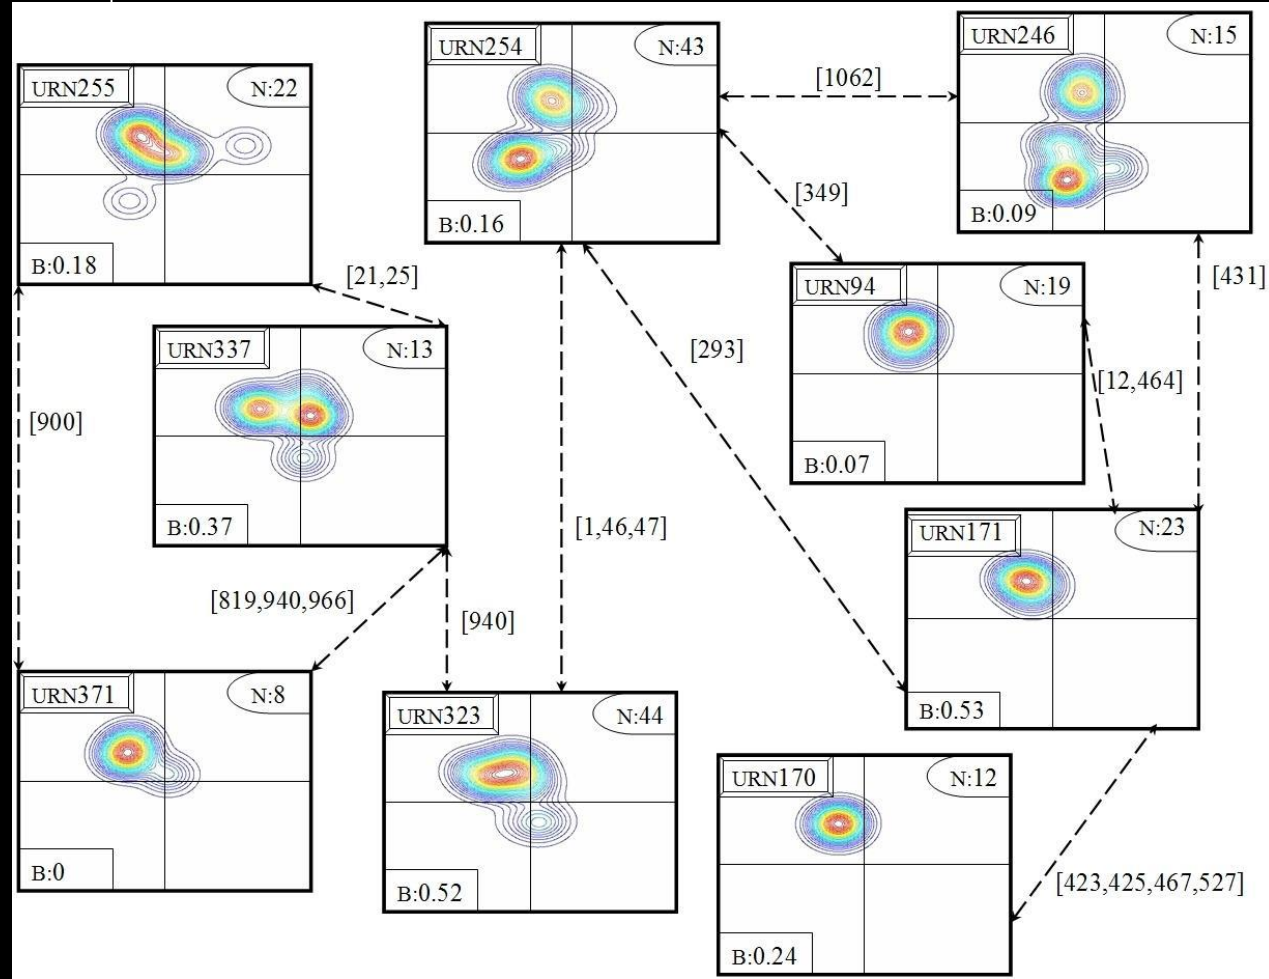 URN254
N:43
URN246
N:15
URN255
N:22
[1062]
[349]
B:0.16
B:0.09
B:0.18
[21,25]
URN94
N:19
[431]
URN337
N:13
[293]
[12,464]
[900]
B:0.07
B:0.37
[1,46,47]
URN171
N:23
[819,940,966]
[940]
URN371
N:8
URN323
N:44
B:0.53
URN170
N:12
B:0
B:0.52
[423,425,467,527]
B:0.24